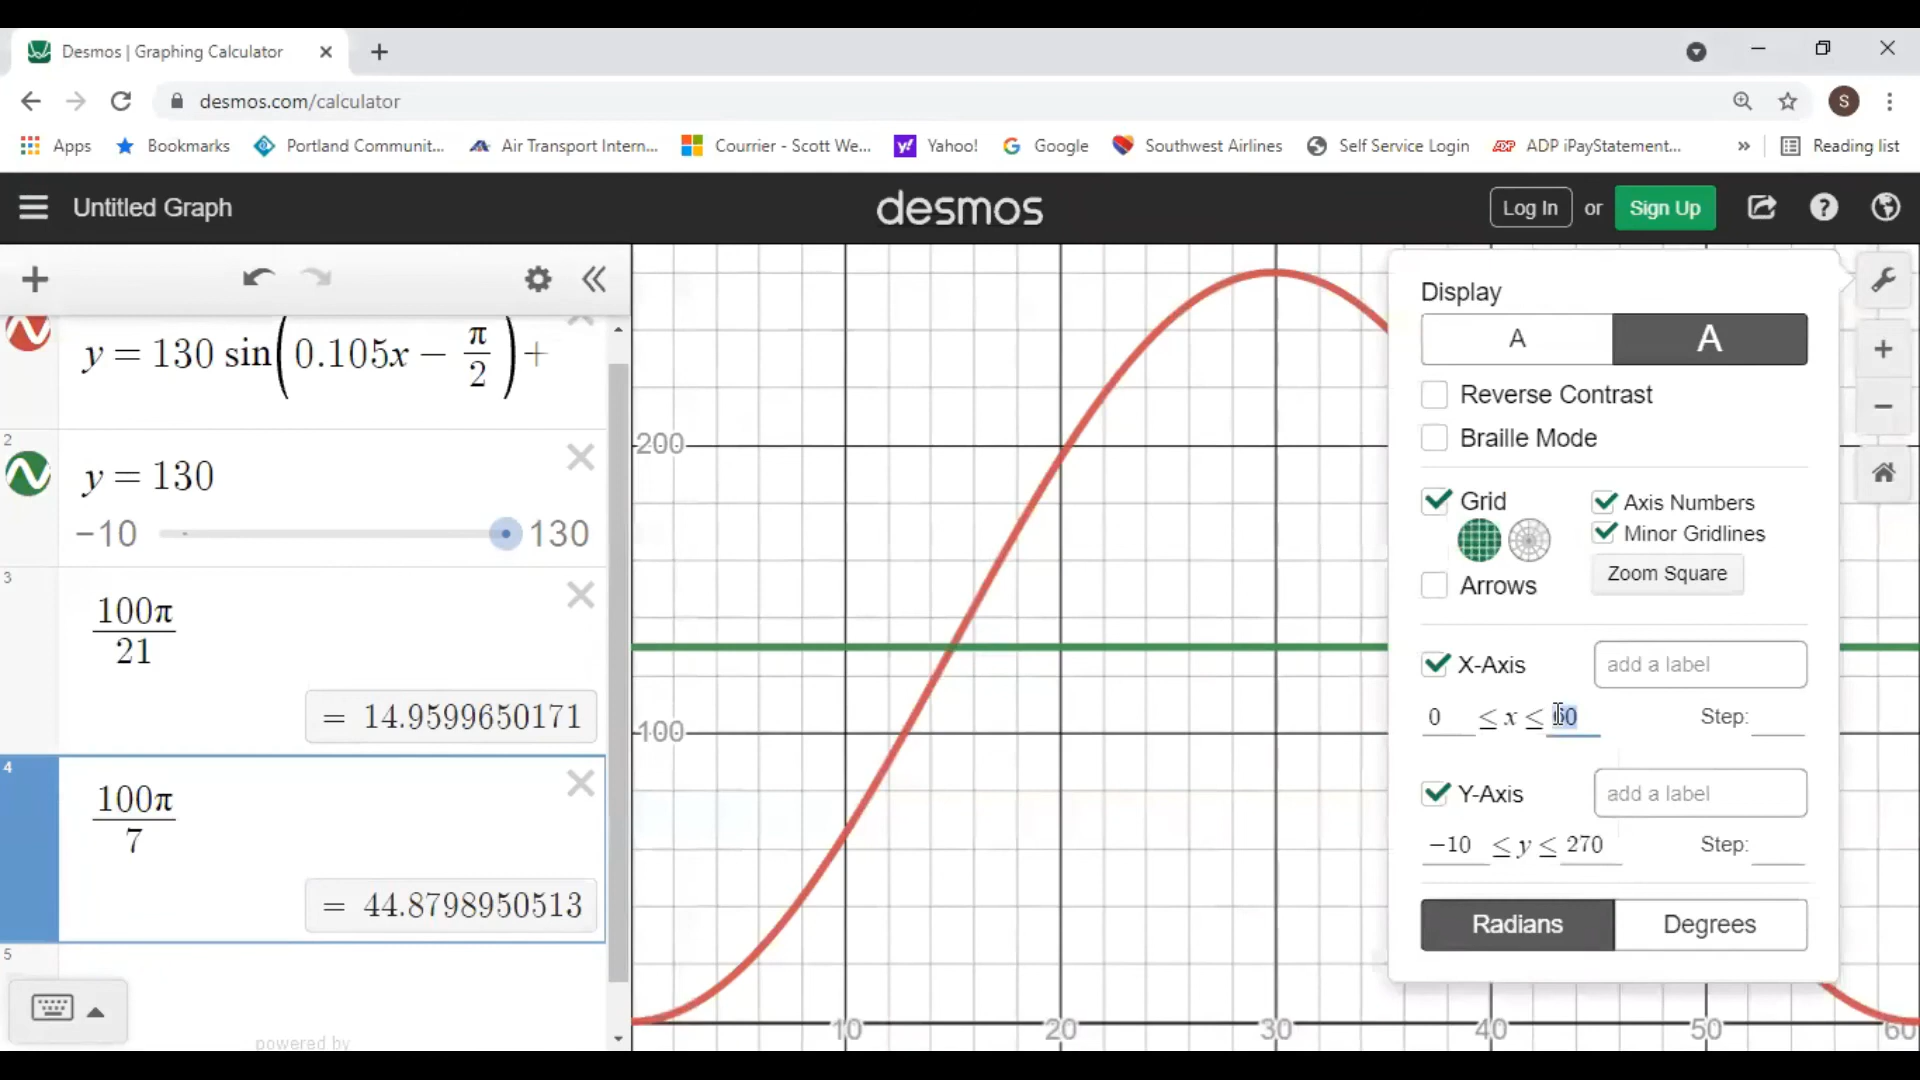 Desmos | Graphing Calculator
desmos.com/calculator
S
Apps Bookmarks Portland Communit... Air Transport Intern... Courrier - Scott We... Yahoo! Google Southwest Airlines Self Service Login ADP iPayStatement... » Reading list
Untitled Graph desmos Log In or Sign Up
y = 130 sin(0.105x − π/2) +
2
y = 130
−10 130
3
100π/21
= 14.9599650171
4
100π/7
= 44.8798950513
5
powered by
200
100
10 20 30 40 50 60
Display
A A
Reverse Contrast
Braille Mode
Grid Axis Numbers
Minor Gridlines
Arrows Zoom Square
X-Axis add a label
0 ≤ x ≤ 60 Step:
Y-Axis add a label
−10 ≤ y ≤ 270 Step:
Radians Degrees